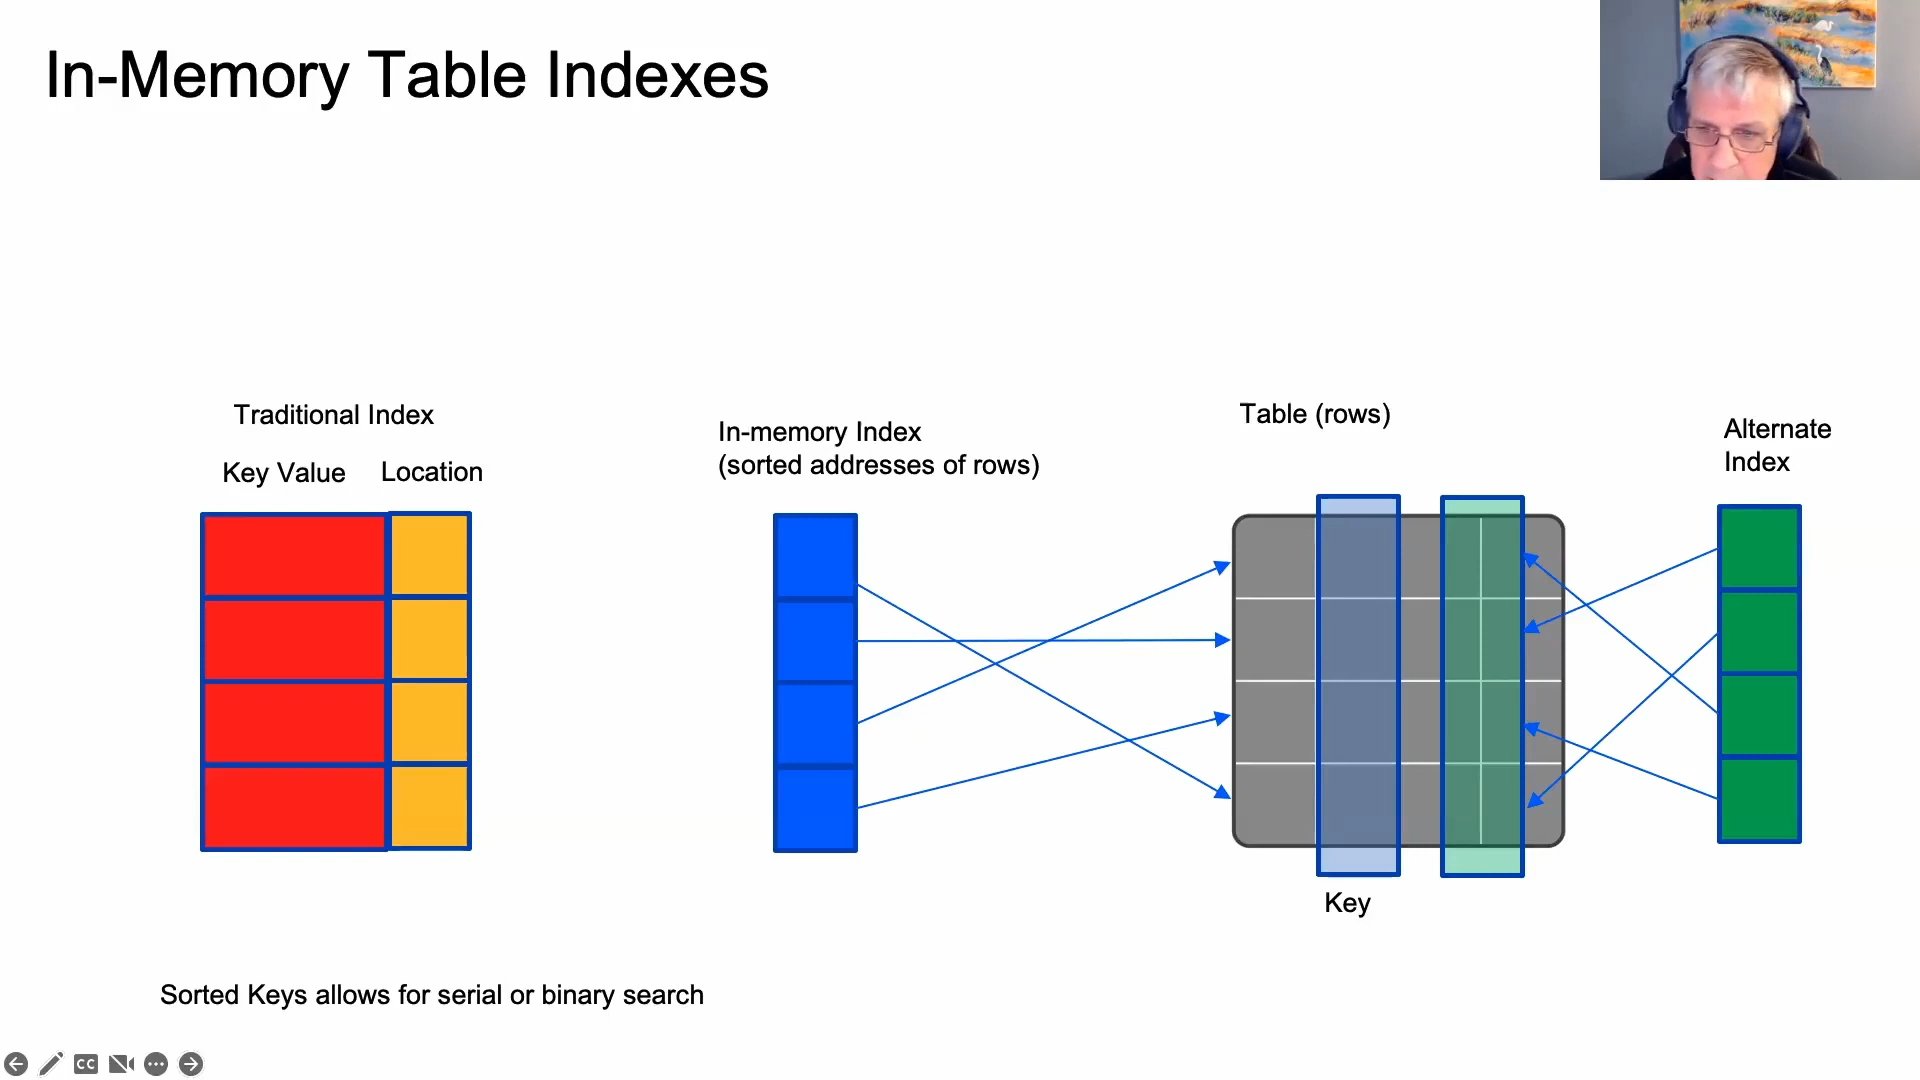 In-Memory Table Indexes
Traditional Index
Key Value
Location
In-memory Index
(sorted addresses of rows)
Table (rows)
Alternate
Index
Key
Sorted Keys allows for serial or binary search
CC